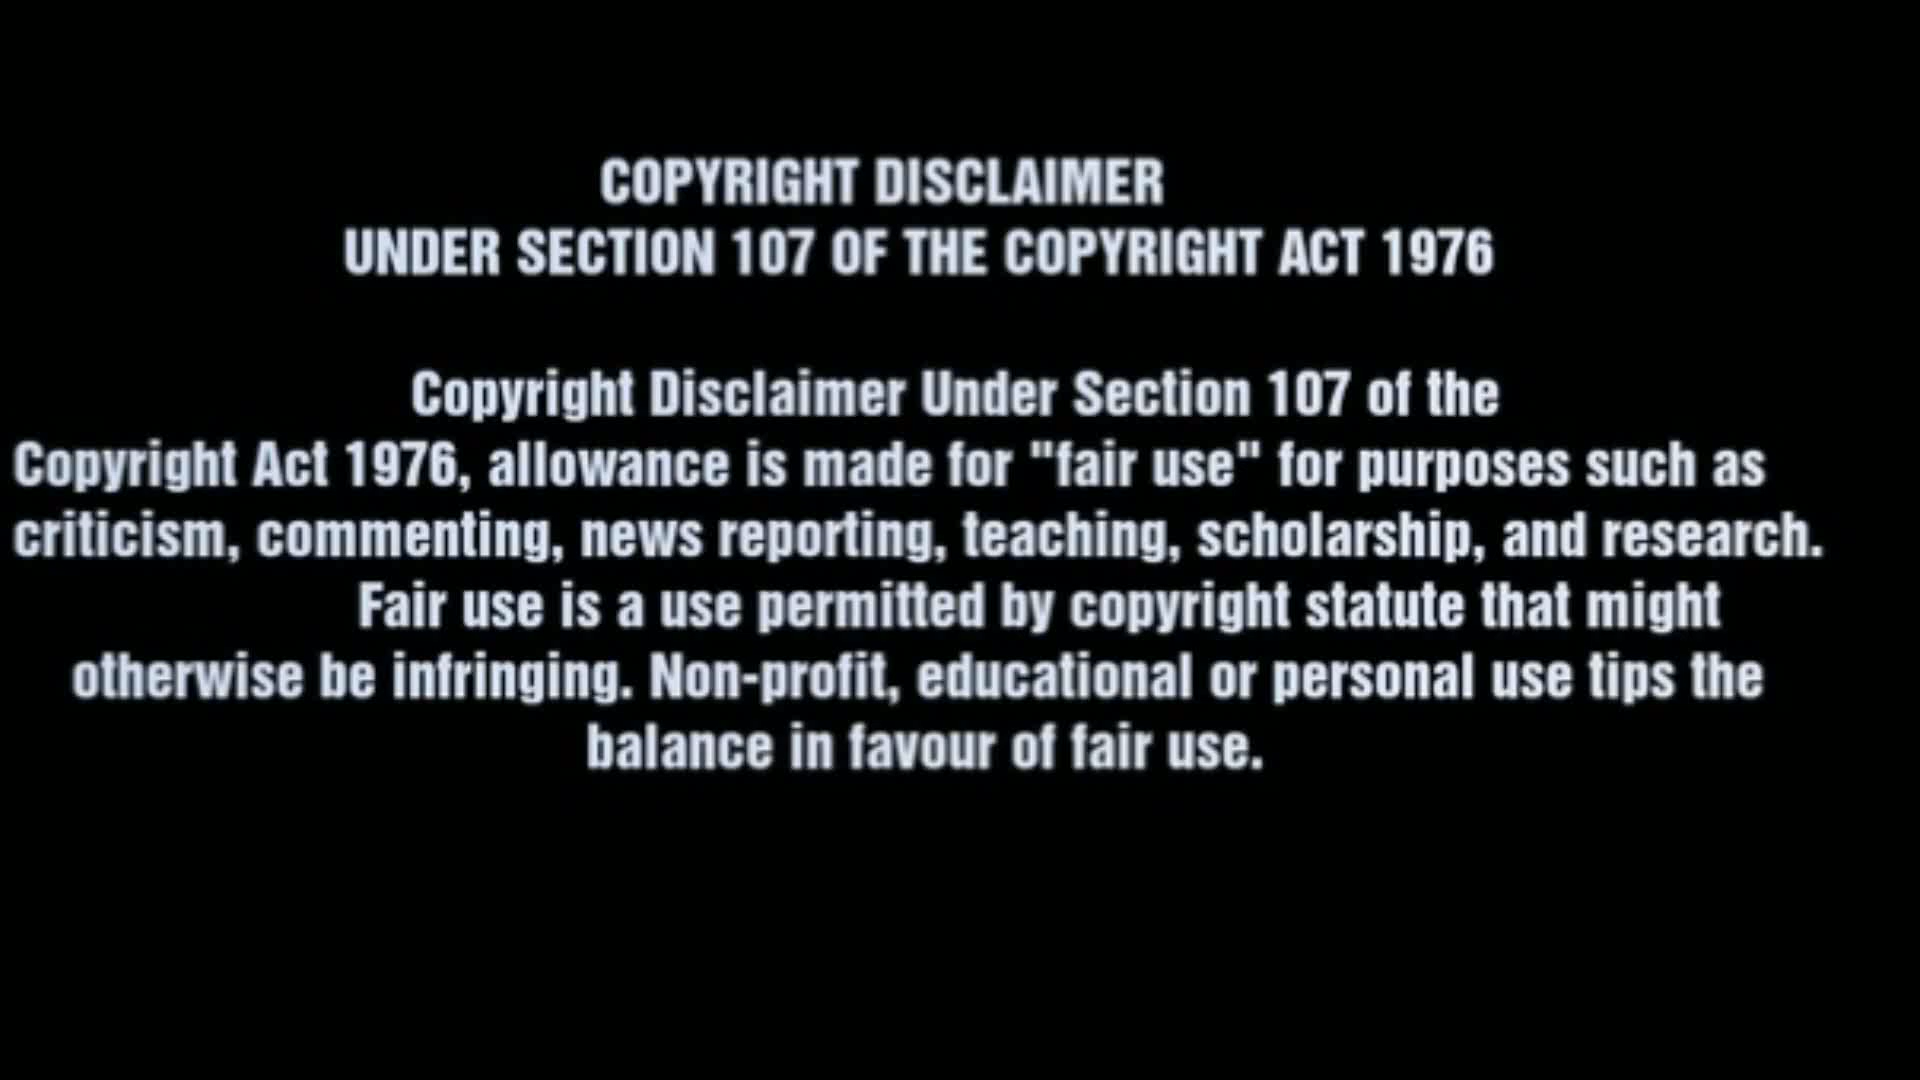 COPYRIGHT DISCLAIMER
UNDER SECTION 107 OF THE COPYRIGHT ACT 1976
Copyright Disclaimer Under Section 107 of the
Copyright Act 1976, allowance is made for "fair use" for purposes such as
criticism, commenting, news reporting, teaching, scholarship, and research.
Fair use is a use permitted by copyright statute that might
otherwise be infringing. Non-profit, educational or personal use tips the
balance in favour of fair use.